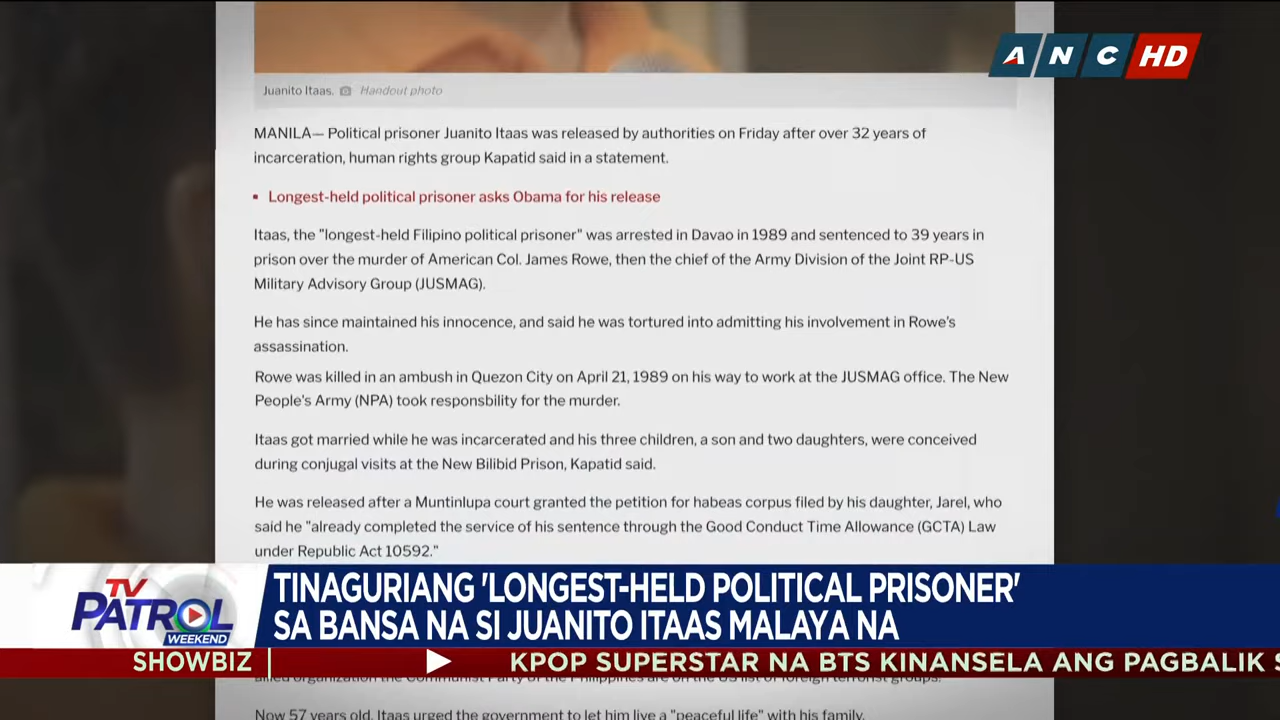 ANC HD
Juanito Itaas. Handout photo
MANILA— Political prisoner Juanito Itaas was released by authorities on Friday after over 32 years of
incarceration, human rights group Kapatid said in a statement.
Longest-held political prisoner asks Obama for his release
Itaas, the "longest-held Filipino political prisoner" was arrested in Davao in 1989 and sentenced to 39 years in
prison over the murder of American Col. James Rowe, then the chief of the Army Division of the Joint RP-US
Military Advisory Group (JUSMAG).
He has since maintained his innocence, and said he was tortured into admitting his involvement in Rowe's
assassination.
Rowe was killed in an ambush in Quezon City on April 21, 1989 on his way to work at the JUSMAG office. The New
People's Army (NPA) took responsbility for the murder.
Itaas got married while he was incarcerated and his three children, a son and two daughters, were conceived
during conjugal visits at the New Bilibid Prison, Kapatid said.
He was released after a Muntinlupa court granted the petition for habeas corpus filed by his daughter, Jarel, who
said he "already completed the service of his sentence through the Good Conduct Time Allowance (GCTA) Law
under Republic Act 10592."
TV PATROL WEEKEND
TINAGURIANG 'LONGEST-HELD POLITICAL PRISONER'
SA BANSA NA SI JUANITO ITAAS MALAYA NA
SHOWBIZ KPOP SUPERSTAR NA BTS KINANSELA ANG PAGBALIK S
allied organization the Communist Party of the Philippines are on the US list of foreign terrorist groups.
Now 57 years old, Itaas urged the government to let him live a "peaceful life" with his family.